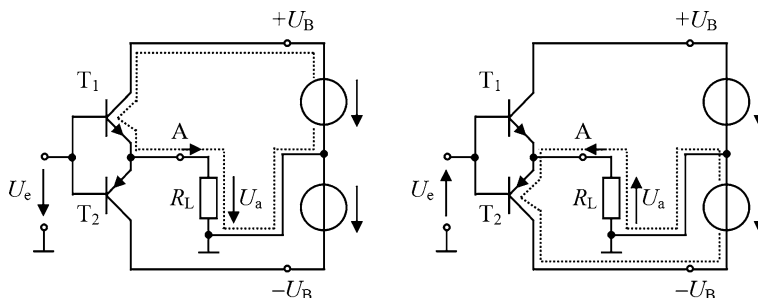 +U_B
T_1
A
U_e
T_2
R_L
U_a
−U_B
+U_B
T_1
A
U_e
T_2
R_L
U_a
−U_B